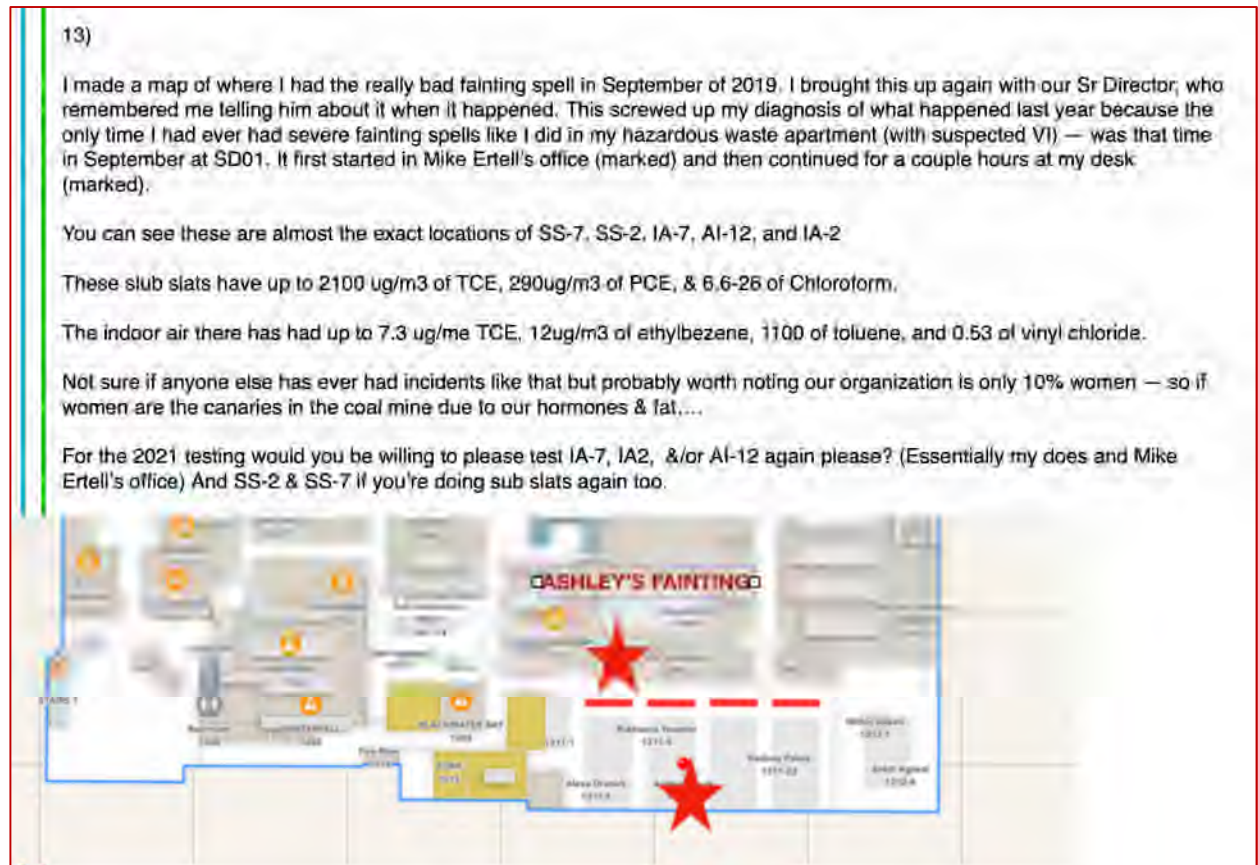 13)
I made a map of where I had the really bad fainting spell in September of 2019. I brought this up again with our Sr Director, who
remembered me telling him about it when it happened. This screwed up my diagnosis of what happened last year because the
only time I had ever had severe fainting spells like I did in my hazardous waste apartment (with suspected VI) — was that time
in September at SD01. It first started in Mike Ertell's office (marked) and then continued for a couple hours at my desk
(marked).
You can see these are almost the exact locations of SS-7, SS-2, IA-7, AI-12, and IA-2
These slub slats have up to 2100 ug/m3 of TCE, 290ug/m3 of PCE, & 6.6-26 of Chloroform.
The indoor air there has had up to 7.3 ug/me TCE, 12ug/m3 of ethylbezene, 1100 of toluene, and 0.53 of vinyl chloride.
Not sure if anyone else has ever had incidents like that but probably worth noting our organization is only 10% women — so if
women are the canaries in the coal mine due to our hormones & fat....
For the 2021 testing would you be willing to please test IA-7, IA2, &/or AI-12 again please? (Essentially my does and Mike
Ertell's office) And SS-2 & SS-7 if you're doing sub slats again too.
ASHLEY'S FAINTING